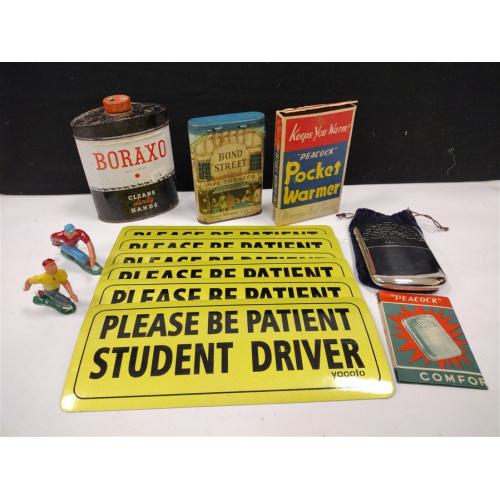 BORAXO
CLEANS
dirty
HANDS
BOND
STREET
PIPE TOBACCO
Keeps You Warm!
"PEACOCK"
Pocket
Warmer
PLEASE BE PATIENT
PLEASE BE PATIENT
PLEASE BE PATIENT
PLEASE BE PATIENT
PLEASE BE PATIENT
PLEASE BE PATIENT
STUDENT DRIVER
yacoto
"PEACOCK"
COMFOR